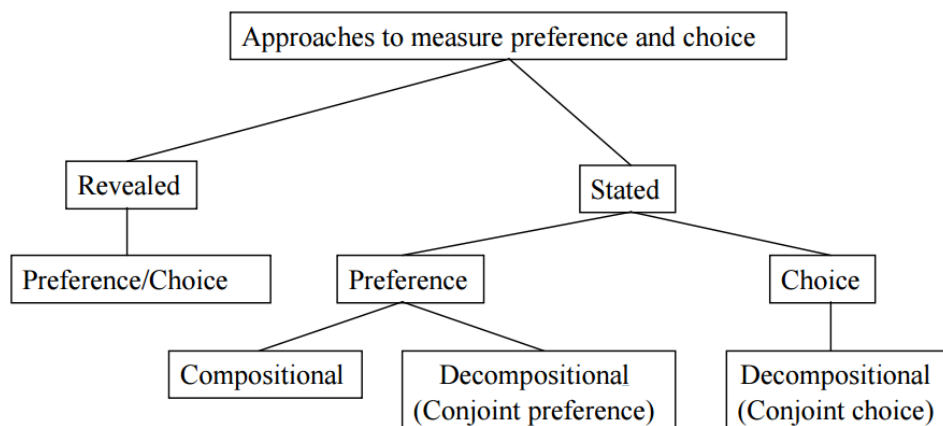 Approaches to measure preference and choice
Revealed
Stated
Preference/Choice
Preference
Choice
Compositional
Decompositional
(Conjoint preference)
Decompositional
(Conjoint choice)